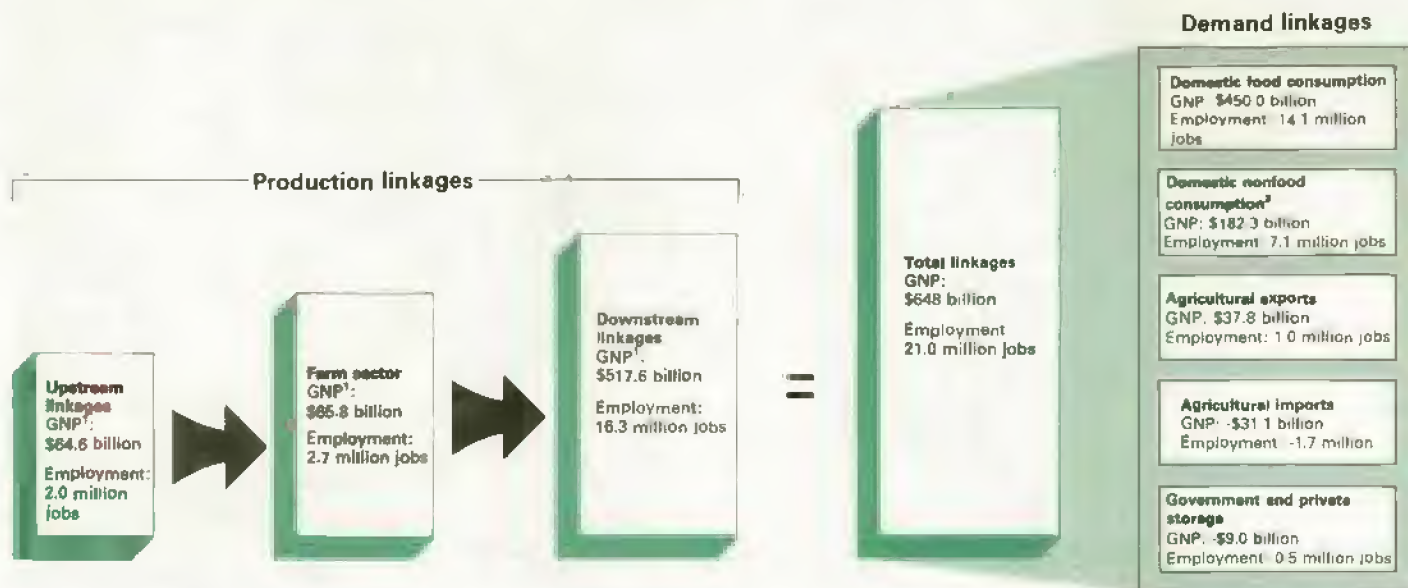 Demand linkages
Domestic food consumption
GNP $450.0 billion
Employment 14.1 million
jobs
Production linkages
Domestic nonfood
consumption²
GNP: $182.3 billion
Employment 7.1 million jobs
Total linkages
GNP:
$648 billion
Employment
21.0 million jobs
Agricultural exports
GNP. $37.8 billion
Employment: 1.0 million jobs
Downstream
linkages
GNP¹:
$517.6 billion
Employment:
16.3 million jobs
Farm sector
GNP¹:
$65.8 billion
Employment:
2.7 million jobs
Upstream
linkages
GNP¹:
$64.6 billion
Employment:
2.0 million
jobs
=
Agricultural imports
GNP: -$31.1 billion
Employment -1.7 million
Government and private
storage
GNP. -$9.0 billion
Employment 0.5 million jobs